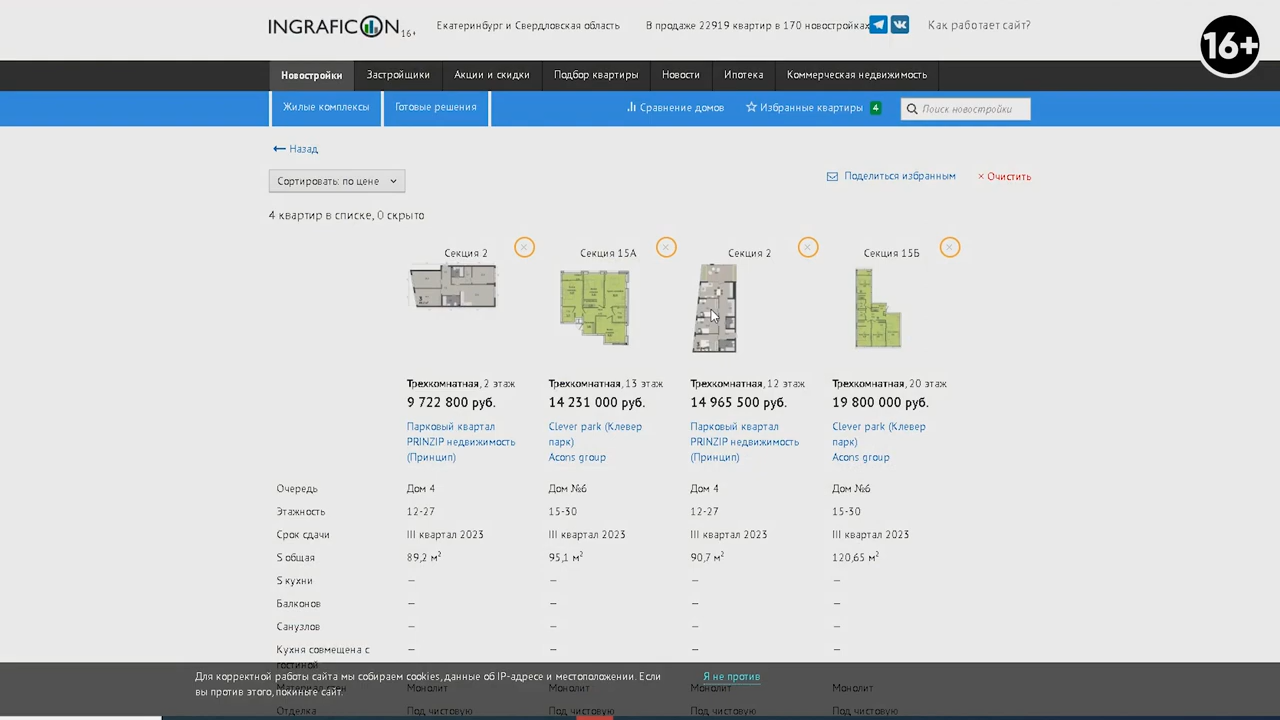 INGRAFICON 16+
Екатеринбург и Свердловская область
В продаже 22919 квартир в 170 новостройках
Как работает сайт?
16+
Новостройки
Застройщики
Акции и скидки
Подбор квартиры
Новости
Ипотека
Коммерческая недвижимость
Жилые комплексы
Готовые решения
Сравнение домов
Избранные квартиры 4
Поиск новостройки
Назад
Сортировать: по цене
Поделиться избранным
× Очистить
4 квартир в списке, 0 скрыто
Секция 2 Секция 15А Секция 2 Секция 15Б
Трехкомнатная, 2 этаж Трехкомнатная, 13 этаж Трехкомнатная, 12 этаж Трехкомнатная, 20 этаж
9 722 800 руб. 14 231 000 руб. 14 965 500 руб. 19 800 000 руб.
Парковый квартал Clever park (Клевер Парковый квартал Clever park (Клевер
PRINZIP недвижимость парк) PRINZIP недвижимость парк)
(Принцип) Acons group (Принцип) Acons group
Очередь Дом 4 Дом №6 Дом 4 Дом №6
Этажность 12-27 15-30 12-27 15-30
Срок сдачи III квартал 2023 III квартал 2023 III квартал 2023 III квартал 2023
S общая 89,2 м² 95,1 м² 90,7 м² 120,65 м²
S кухни — — — —
Балконов — — — —
Санузлов — — — —
Кухня совмещена с — — — —
гостиной
Для корректной работы сайта мы собираем cookies, данные об IP-адресе и местоположении. Если
вы против этого, покиньте сайт.
Я не против
Монолит Монолит Монолит Монолит
Отделка Под чистовую Под чистовую Под чистовую Под чистовую